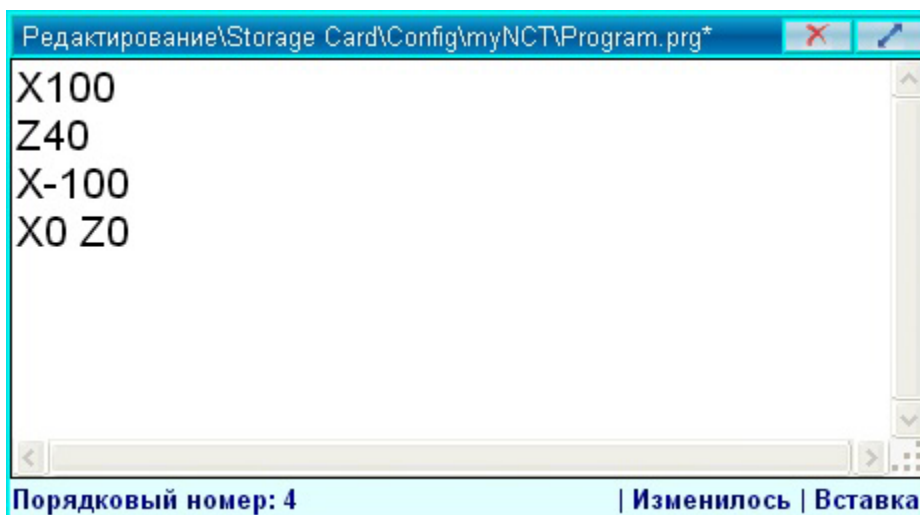 Редактирование\Storage Card\Config\myNCT\Program.prg*
X100
Z40
X-100
X0 Z0
Порядковый номер: 4 | Изменилось | Вставка